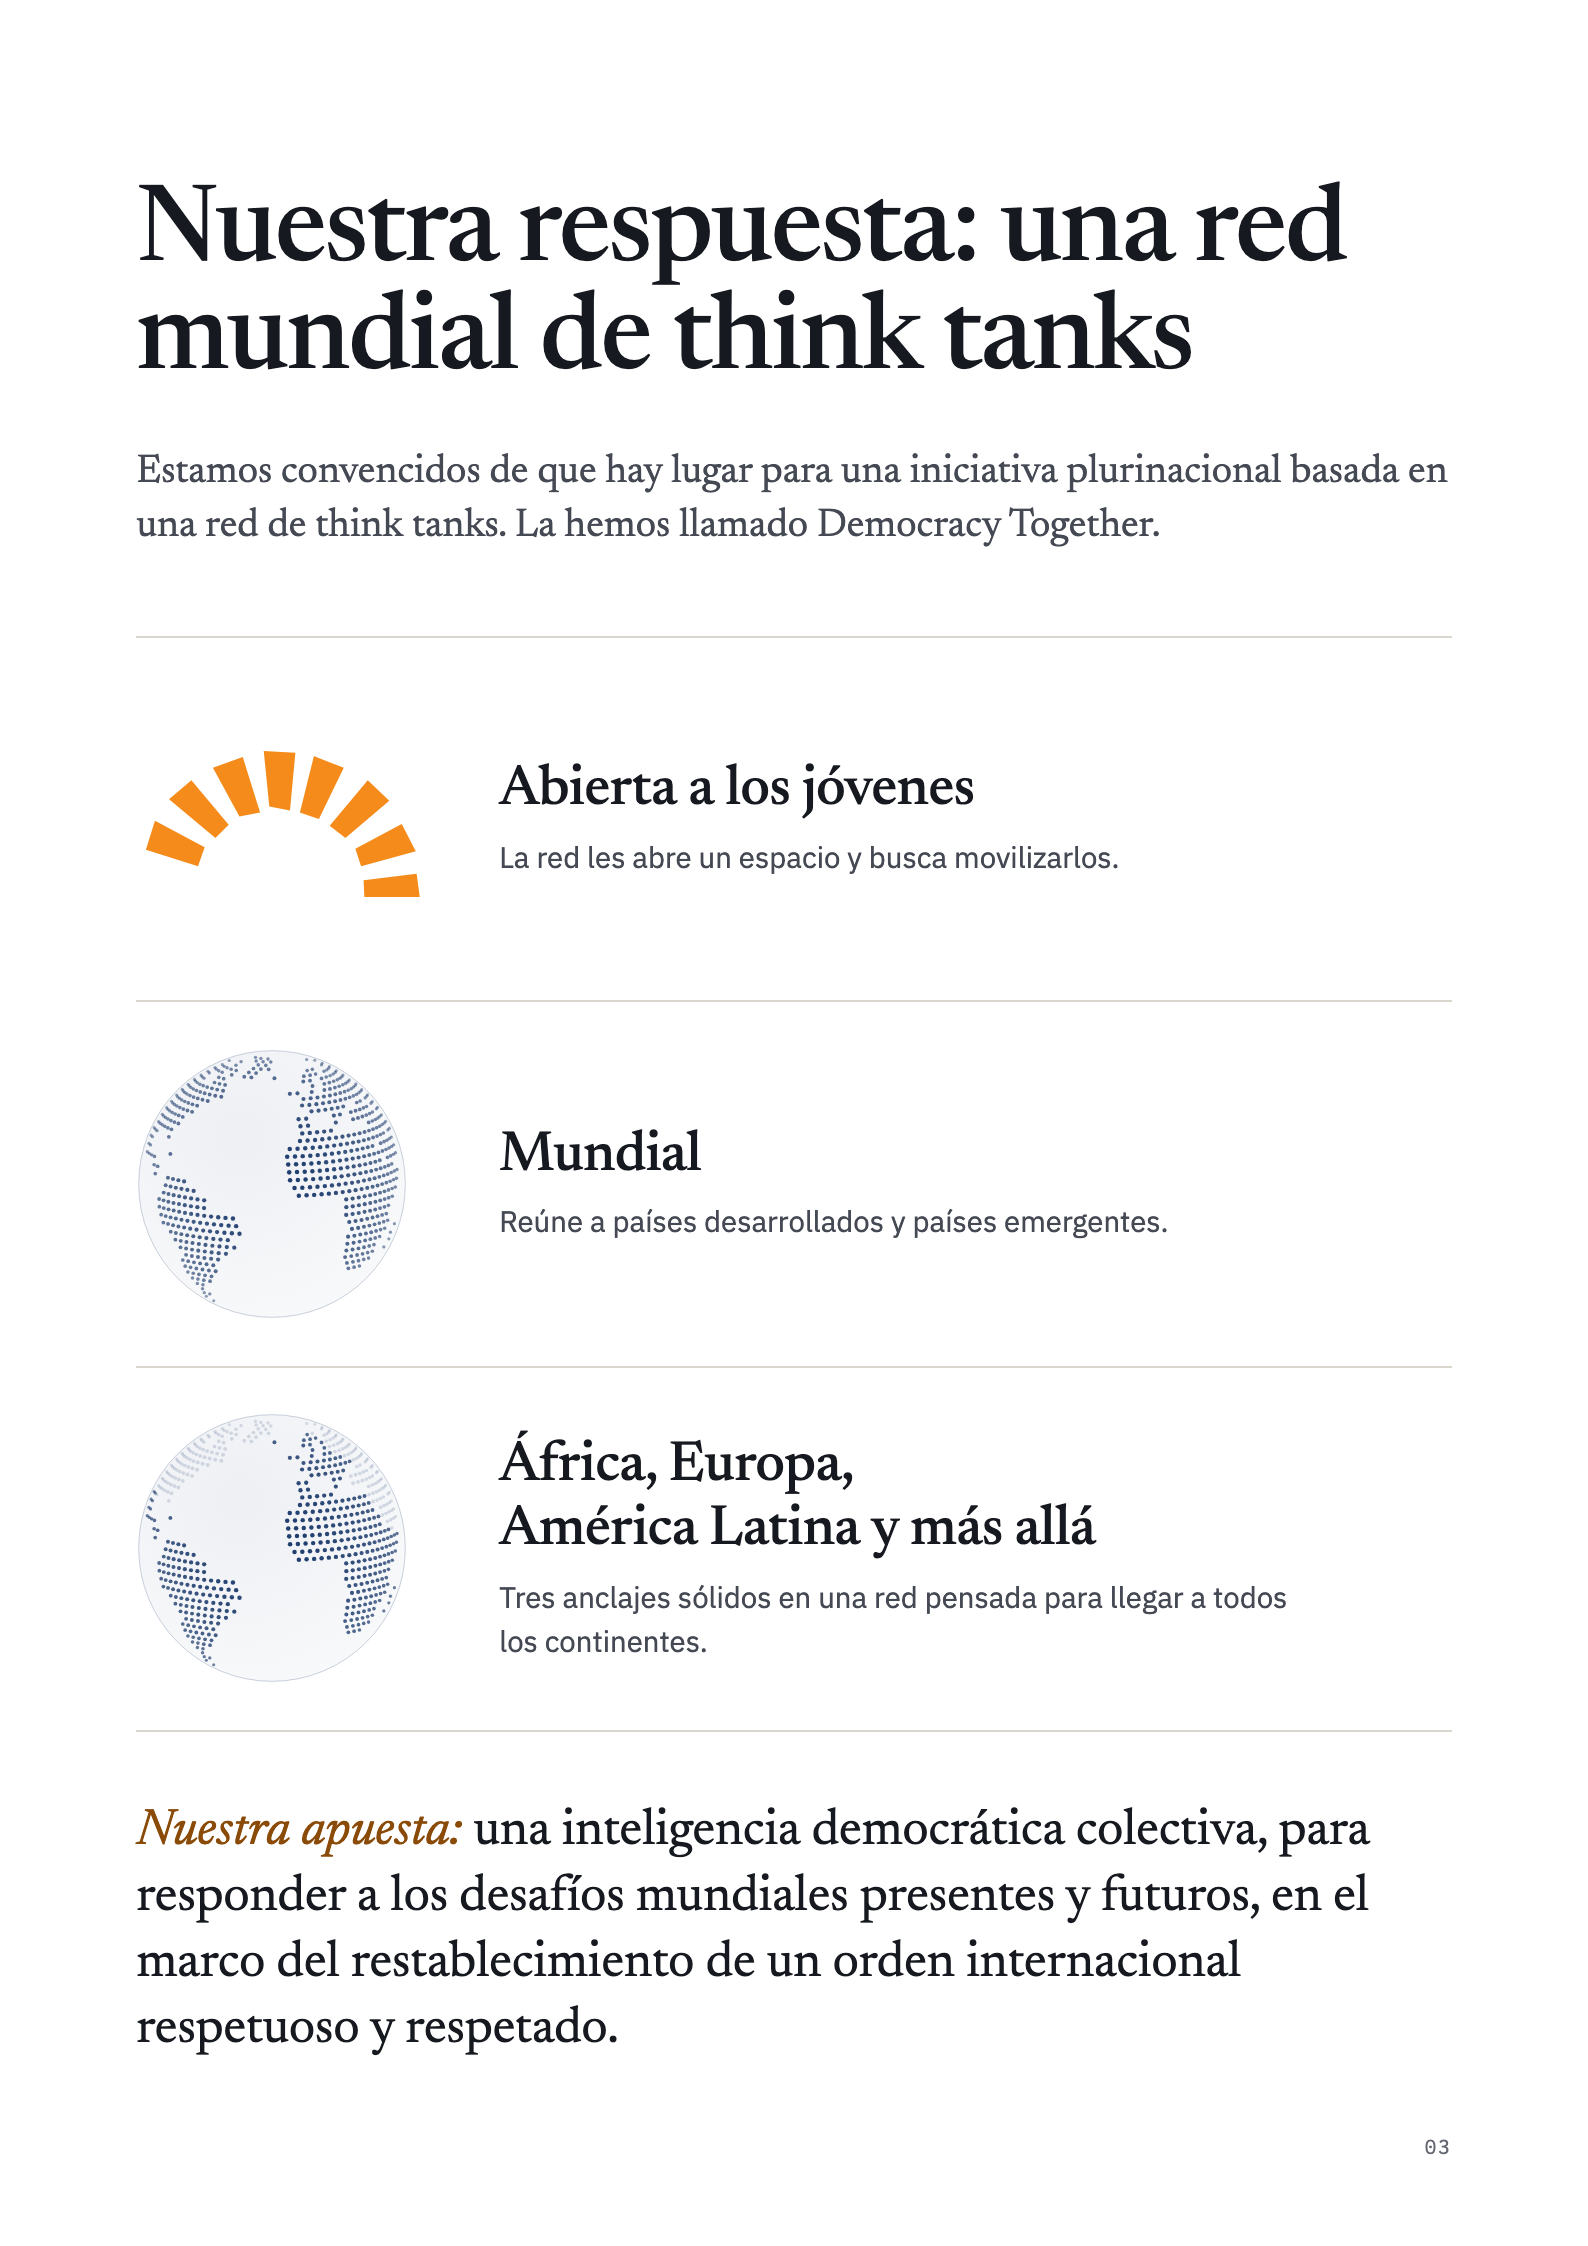 Nuestra respuesta: una red
mundial de think tanks
Estamos convencidos de que hay lugar para una iniciativa plurinacional basada en
una red de think tanks. La hemos llamado Democracy Together.
Abierta a los jóvenes
La red les abre un espacio y busca movilizarlos.
Mundial
Reúne a países desarrollados y países emergentes.
África, Europa,
América Latina y más allá
Tres anclajes sólidos en una red pensada para llegar a todos
los continentes.
Nuestra apuesta: una inteligencia democrática colectiva, para
responder a los desafíos mundiales presentes y futuros, en el
marco del restablecimiento de un orden internacional
respetuoso y respetado.
03